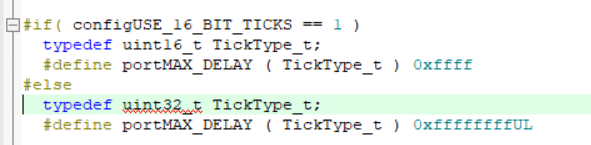 #if( configUSE_16_BIT_TICKS == 1 )
typedef uint16_t TickType_t;
#define portMAX_DELAY ( TickType_t ) 0xffff
#else
typedef uint32_t TickType_t;
#define portMAX_DELAY ( TickType_t ) 0xffffffffUL